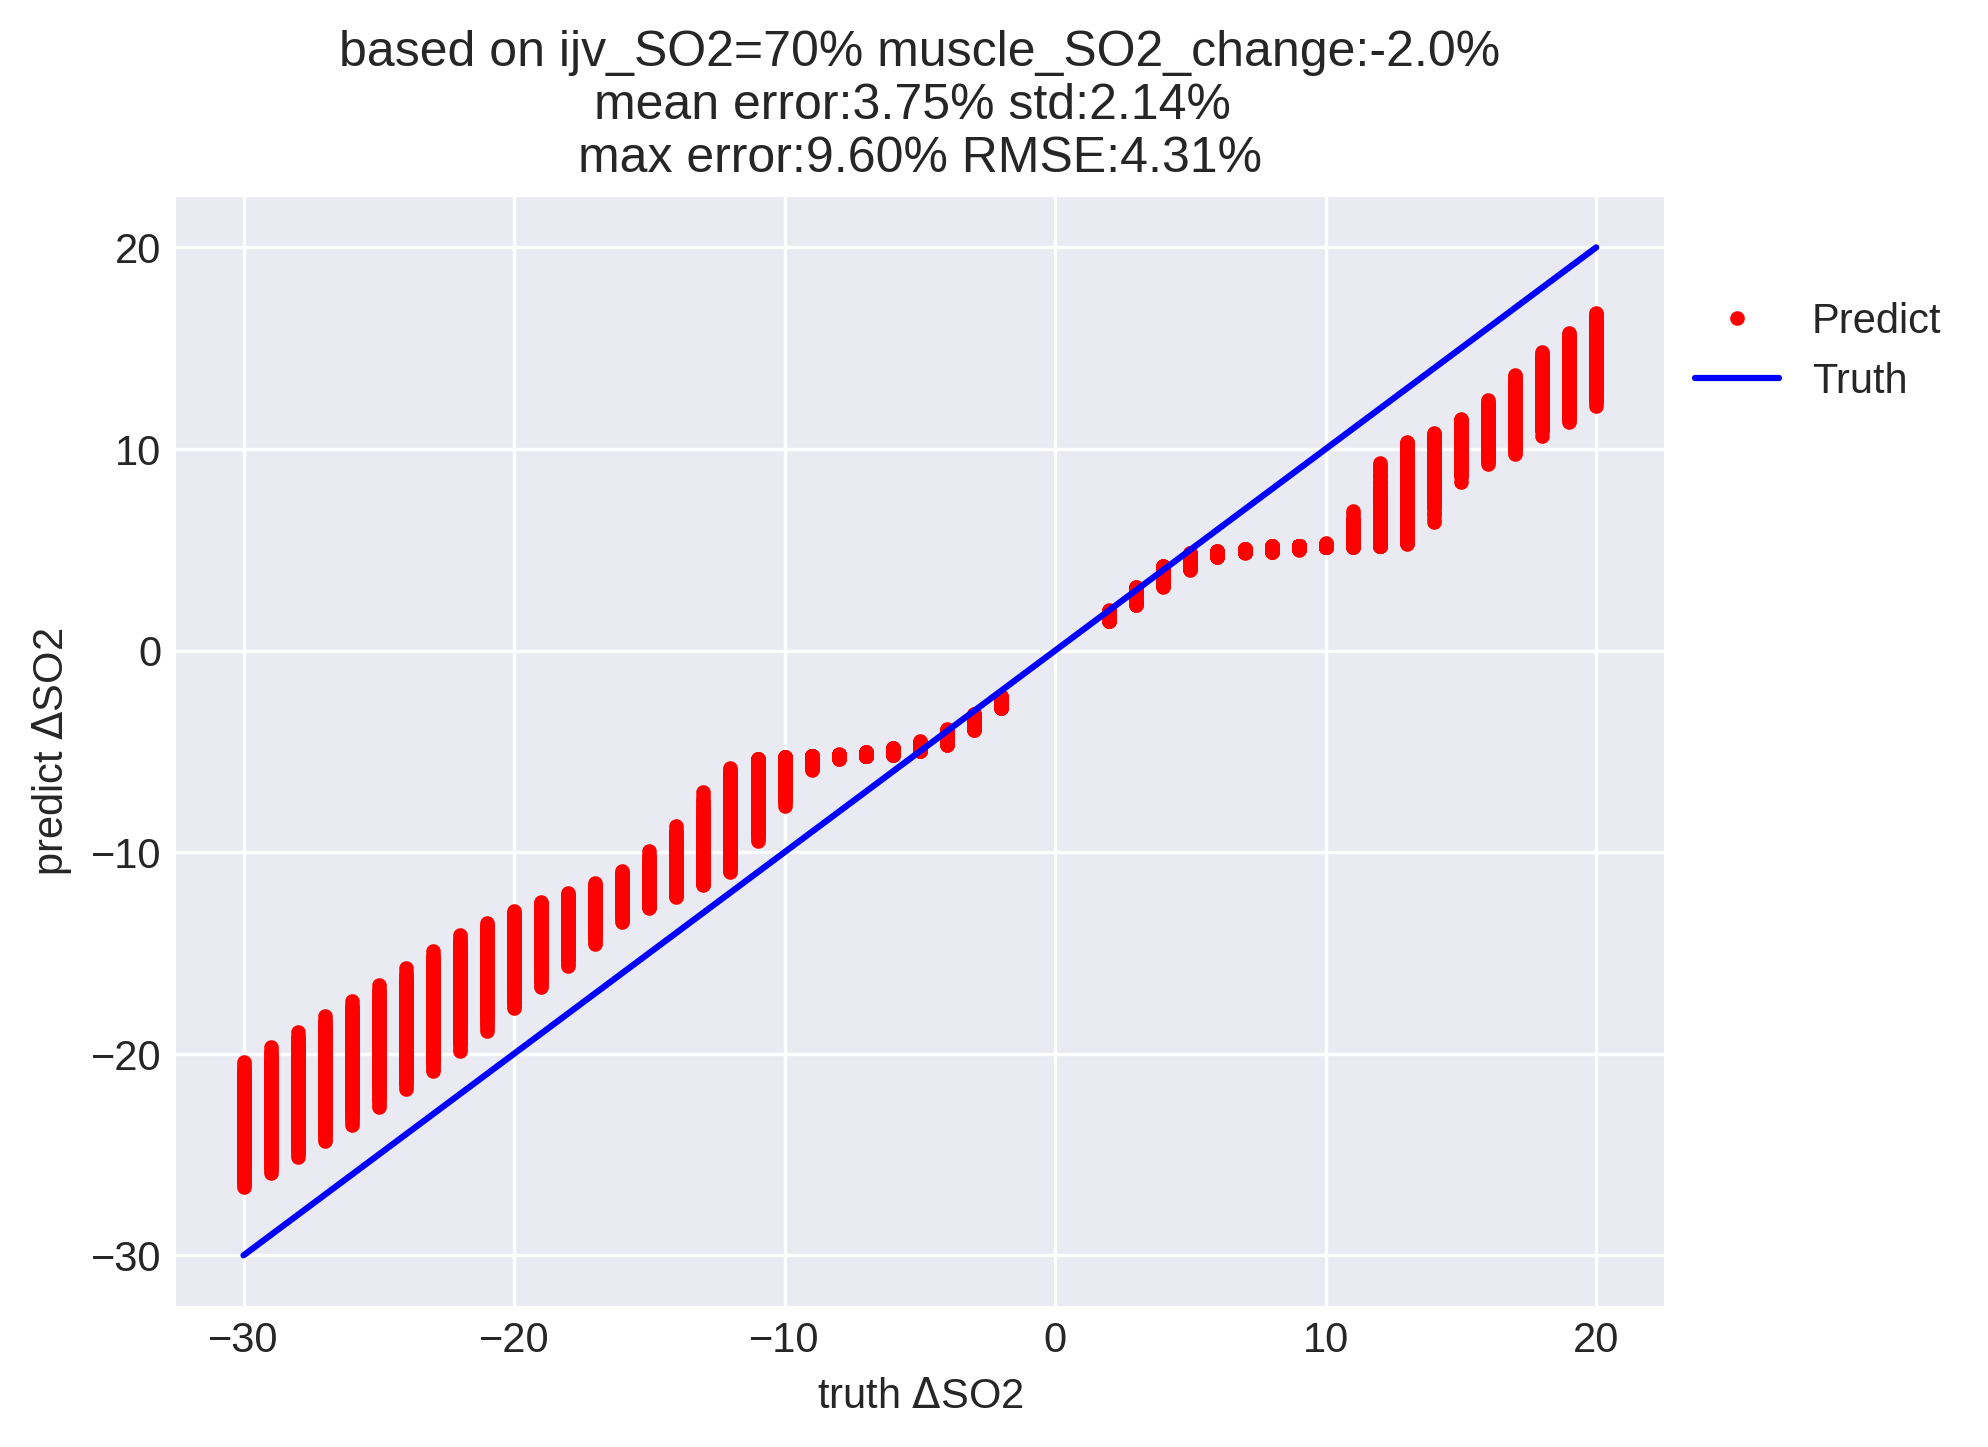 based on ijv_SO2=70% muscle_SO2_change:-2.0%
mean error:3.75% std:2.14%
max error:9.60% RMSE:4.31%
20
10
0
−10
−20
−30
predict ΔSO2
−30
−20
−10
0
10
20
truth ΔSO2
Predict
Truth